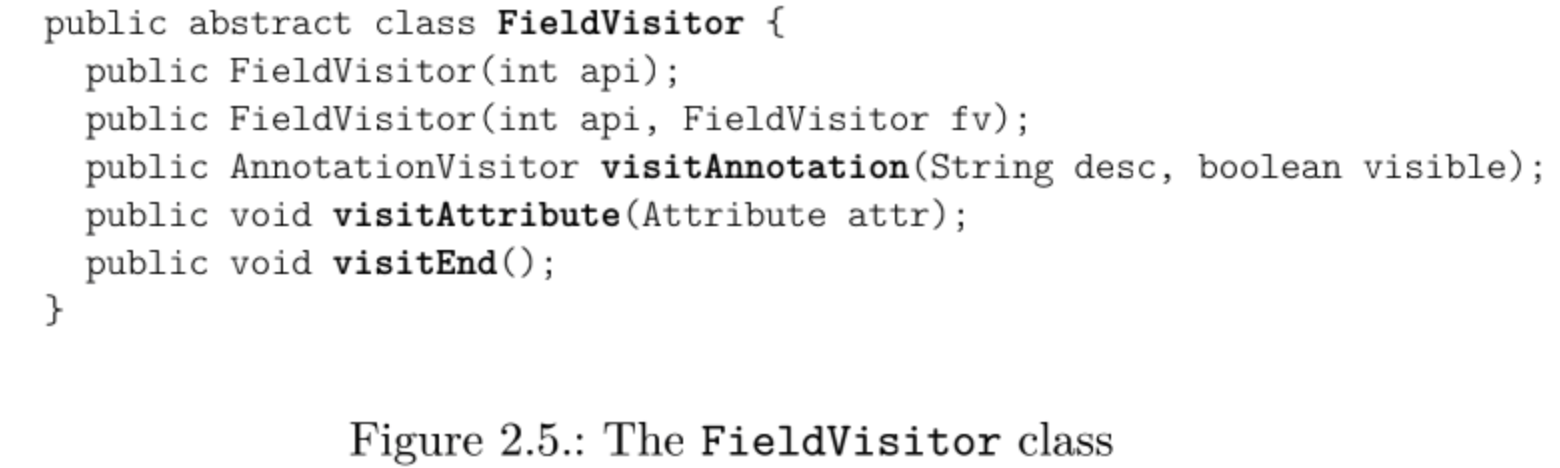 public abstract class FieldVisitor {
public FieldVisitor(int api);
public FieldVisitor(int api, FieldVisitor fv);
public AnnotationVisitor visitAnnotation(String desc, boolean visible);
public void visitAttribute(Attribute attr);
public void visitEnd();
}
Figure 2.5.: The FieldVisitor class